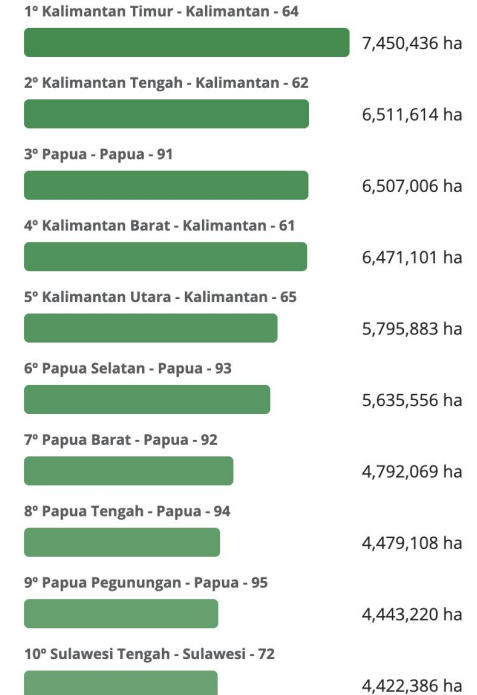 1º Kalimantan Timur - Kalimantan - 64
7,450,436 ha
2º Kalimantan Tengah - Kalimantan - 62
6,511,614 ha
3º Papua - Papua - 91
6,507,006 ha
4º Kalimantan Barat - Kalimantan - 61
6,471,101 ha
5º Kalimantan Utara - Kalimantan - 65
5,795,883 ha
6º Papua Selatan - Papua - 93
5,635,556 ha
7º Papua Barat - Papua - 92
4,792,069 ha
8º Papua Tengah - Papua - 94
4,479,108 ha
9º Papua Pegunungan - Papua - 95
4,443,220 ha
10º Sulawesi Tengah - Sulawesi - 72
4,422,386 ha